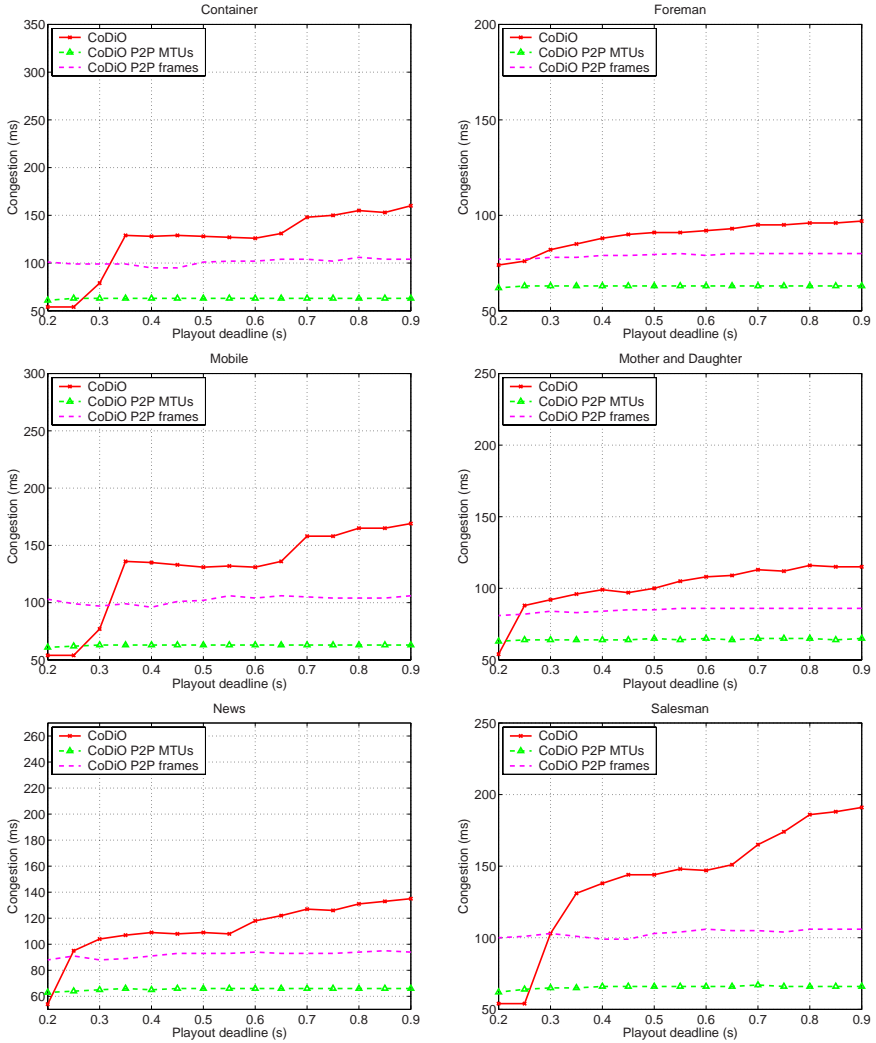 Container
350
300
250
200
150
100
50
Congestion (ms)
CoDiO
CoDiO P2P MTUs
CoDiO P2P frames
0.2 0.3 0.4 0.5 0.6 0.7 0.8 0.9
Playout deadline (s)
Foreman
200
150
100
50
Congestion (ms)
CoDiO
CoDiO P2P MTUs
CoDiO P2P frames
0.2 0.3 0.4 0.5 0.6 0.7 0.8 0.9
Playout deadline (s)
Mobile
300
250
200
150
100
50
Congestion (ms)
CoDiO
CoDiO P2P MTUs
CoDiO P2P frames
0.2 0.3 0.4 0.5 0.6 0.7 0.8 0.9
Playout deadline (s)
Mother and Daughter
250
200
150
100
50
Congestion (ms)
CoDiO
CoDiO P2P MTUs
CoDiO P2P frames
0.2 0.3 0.4 0.5 0.6 0.7 0.8 0.9
Playout deadline (s)
News
260
240
220
200
180
160
140
120
100
80
60
Congestion (ms)
CoDiO
CoDiO P2P MTUs
CoDiO P2P frames
0.2 0.3 0.4 0.5 0.6 0.7 0.8 0.9
Playout deadline (s)
Salesman
250
200
150
100
50
Congestion (ms)
CoDiO
CoDiO P2P MTUs
CoDiO P2P frames
0.2 0.3 0.4 0.5 0.6 0.7 0.8 0.9
Playout deadline (s)